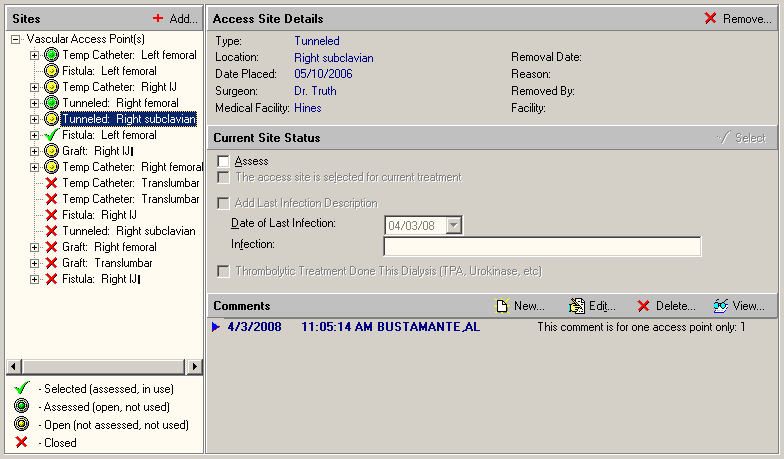 Sites
Add...
Vascular Access Point(s)
Temp Catheter: Left femoral
Fistula: Left femoral
Temp Catheter: Right IJ
Tunneled: Right femoral
Tunneled: Right subclavian
Fistula: Left femoral
Graft: Right IJI
Temp Catheter: Right femoral
Temp Catheter: Translumbar
Temp Catheter: Translumbar
Fistula: Right IJ
Tunneled: Right subclavian
Graft: Right femoral
Graft: Translumbar
Fistula: Right IJI
- Selected (assessed, in use)
- Assessed (open, not used)
- Open (not assessed, not used)
- Closed
Access Site Details
Remove...
Type: Tunneled
Location: Right subclavian Removal Date:
Date Placed: 05/10/2006 Reason:
Surgeon: Dr. Truth Removed By:
Medical Facility: Hines Facility:
Current Site Status
Select
Assess
The access site is selected for current treatment
Add Last Infection Description
Date of Last Infection: 04/03/08
Infection:
Thrombolytic Treatment Done This Dialysis (TPA, Urokinase, etc)
Comments New... Edit... Delete... View...
4/3/2008 11:05:14 AM BUSTAMANTE,AL This comment is for one access point only: 1